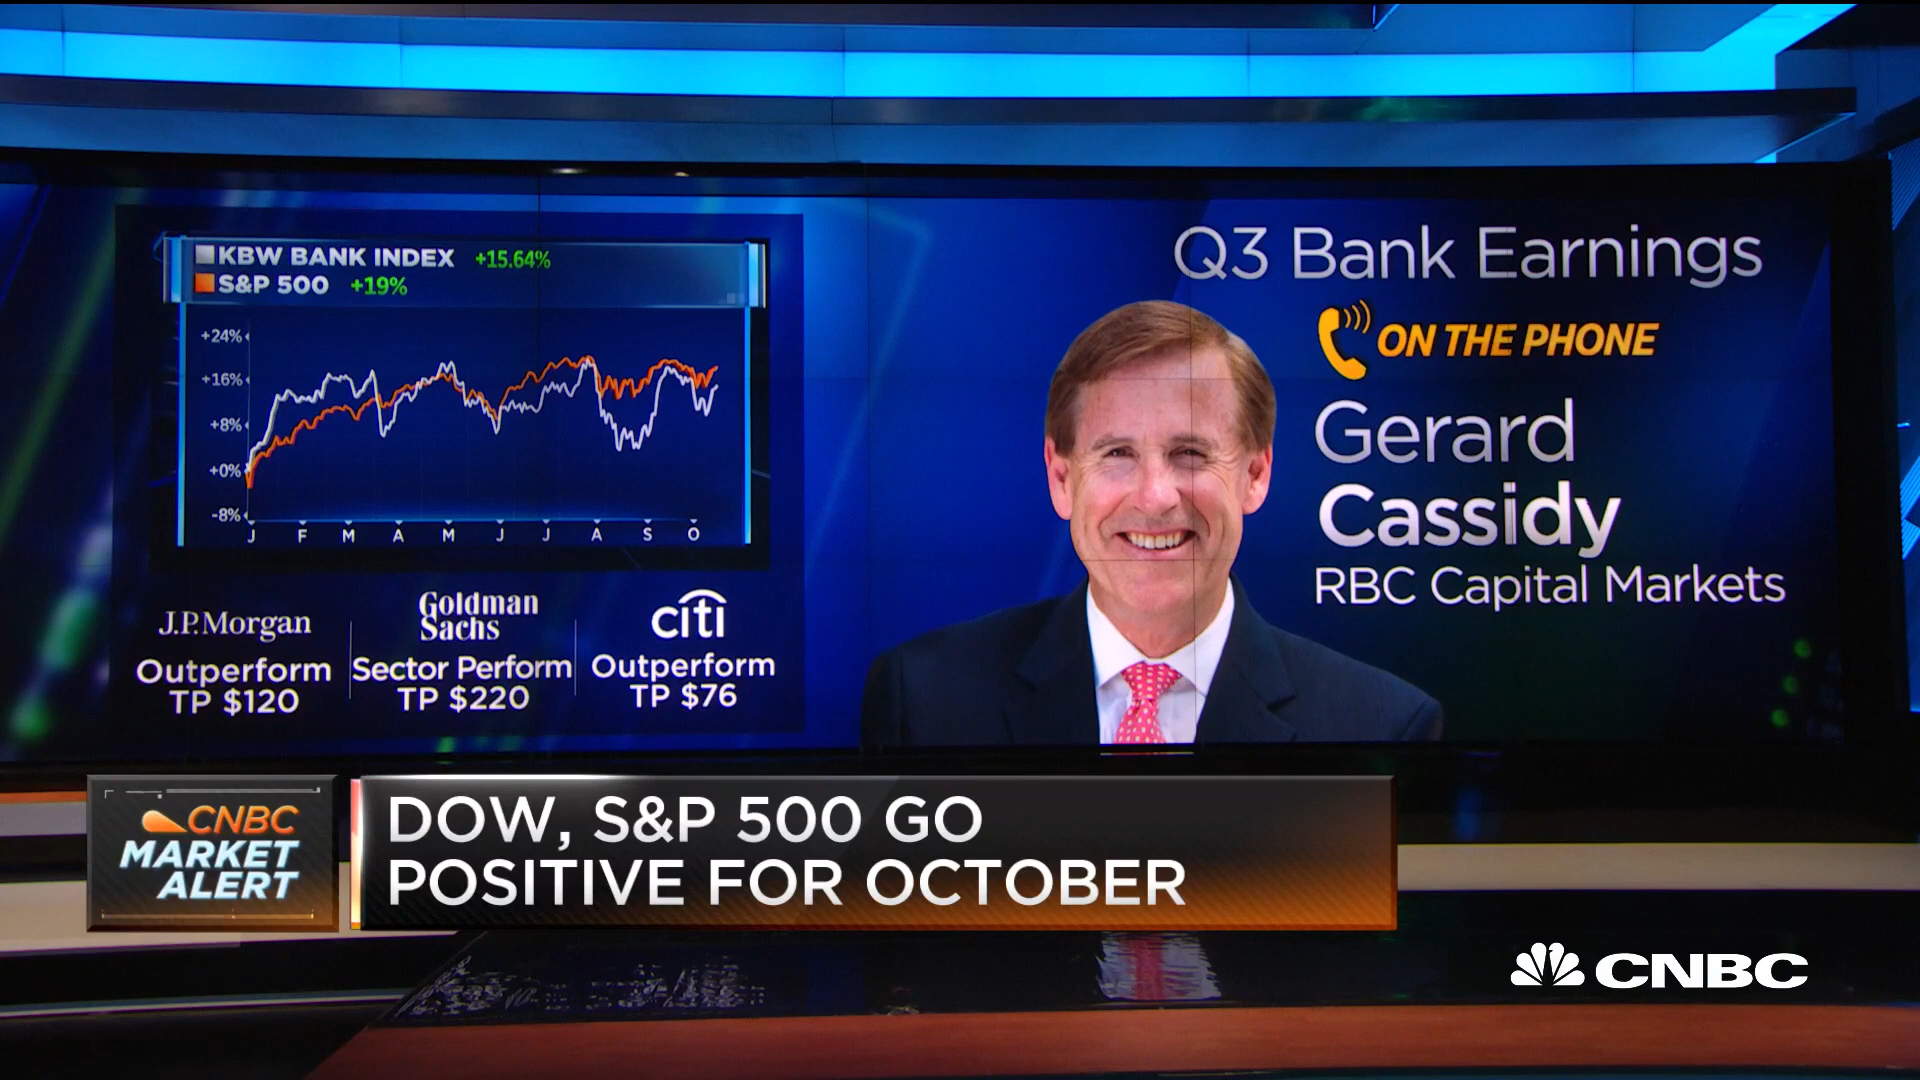 KBW BANK INDEX +15.64%
S&P 500 +19%
+24%
+16%
+8%
+0%
-8%
J F M A M J J A S O
J.P.Morgan
Outperform
TP $120
Goldman
Sachs
Sector Perform
TP $220
citi
Outperform
TP $76
Q3 Bank Earnings
ON THE PHONE
Gerard
Cassidy
RBC Capital Markets
CNBC
MARKET
ALERT
DOW, S&P 500 GO
POSITIVE FOR OCTOBER
CNBC